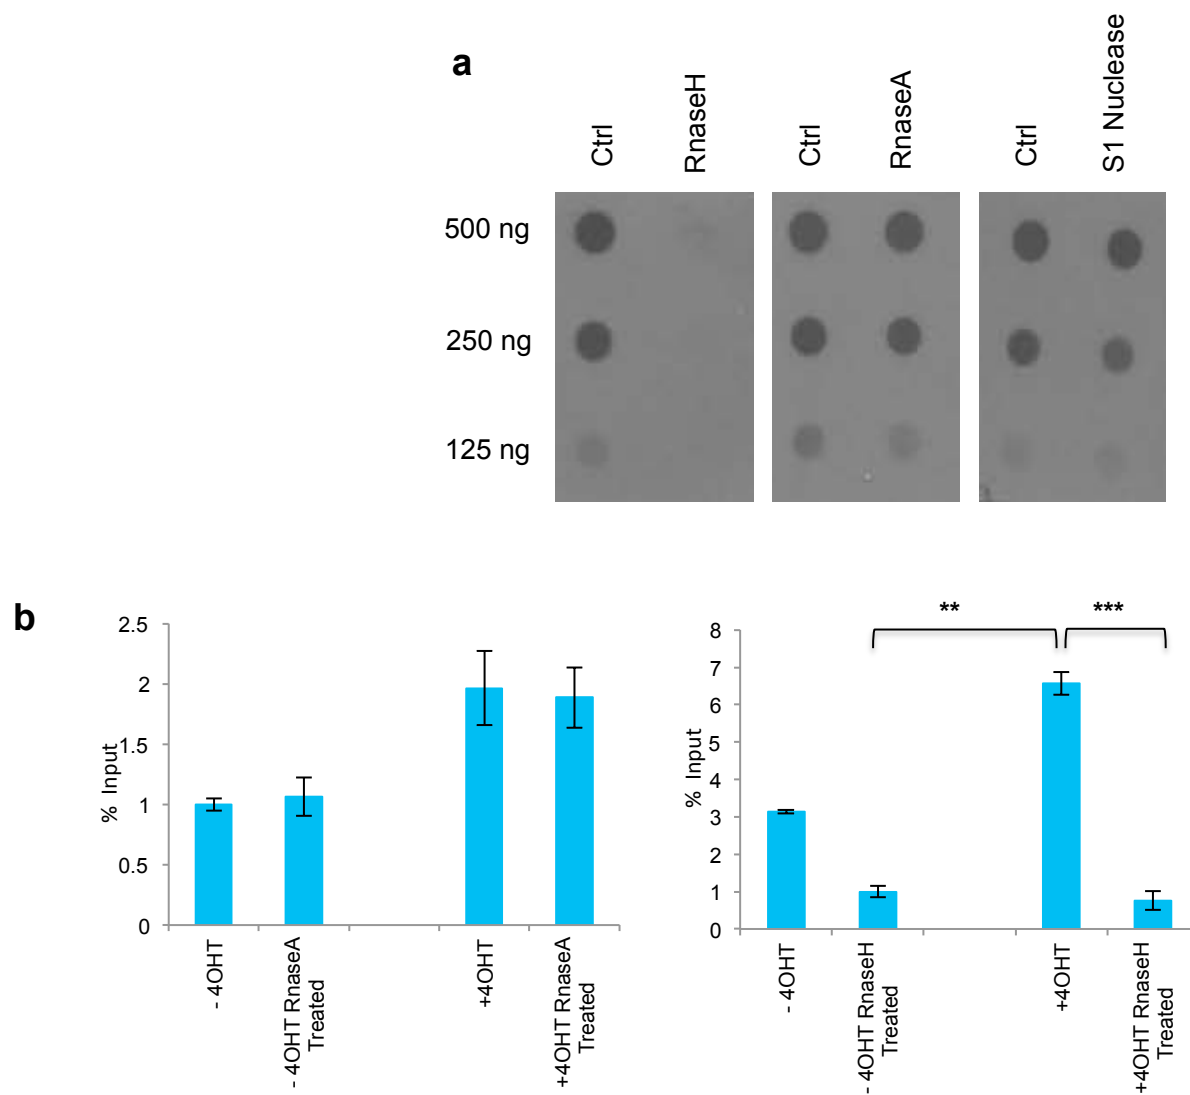 a
Ctrl
RnaseH
Ctrl
RnaseA
Ctrl
S1 Nuclease
500 ng
250 ng
125 ng
b
% Input
2.5
2
1.5
1
0.5
0
- 4OHT
- 4OHT RnaseA
Treated
+4OHT
+4OHT RnaseA
Treated
**
***
% Input
8
7
6
5
4
3
2
1
0
- 4OHT
- 4OHT RnaseH
Treated
+4OHT
+4OHT RnaseH
Treated